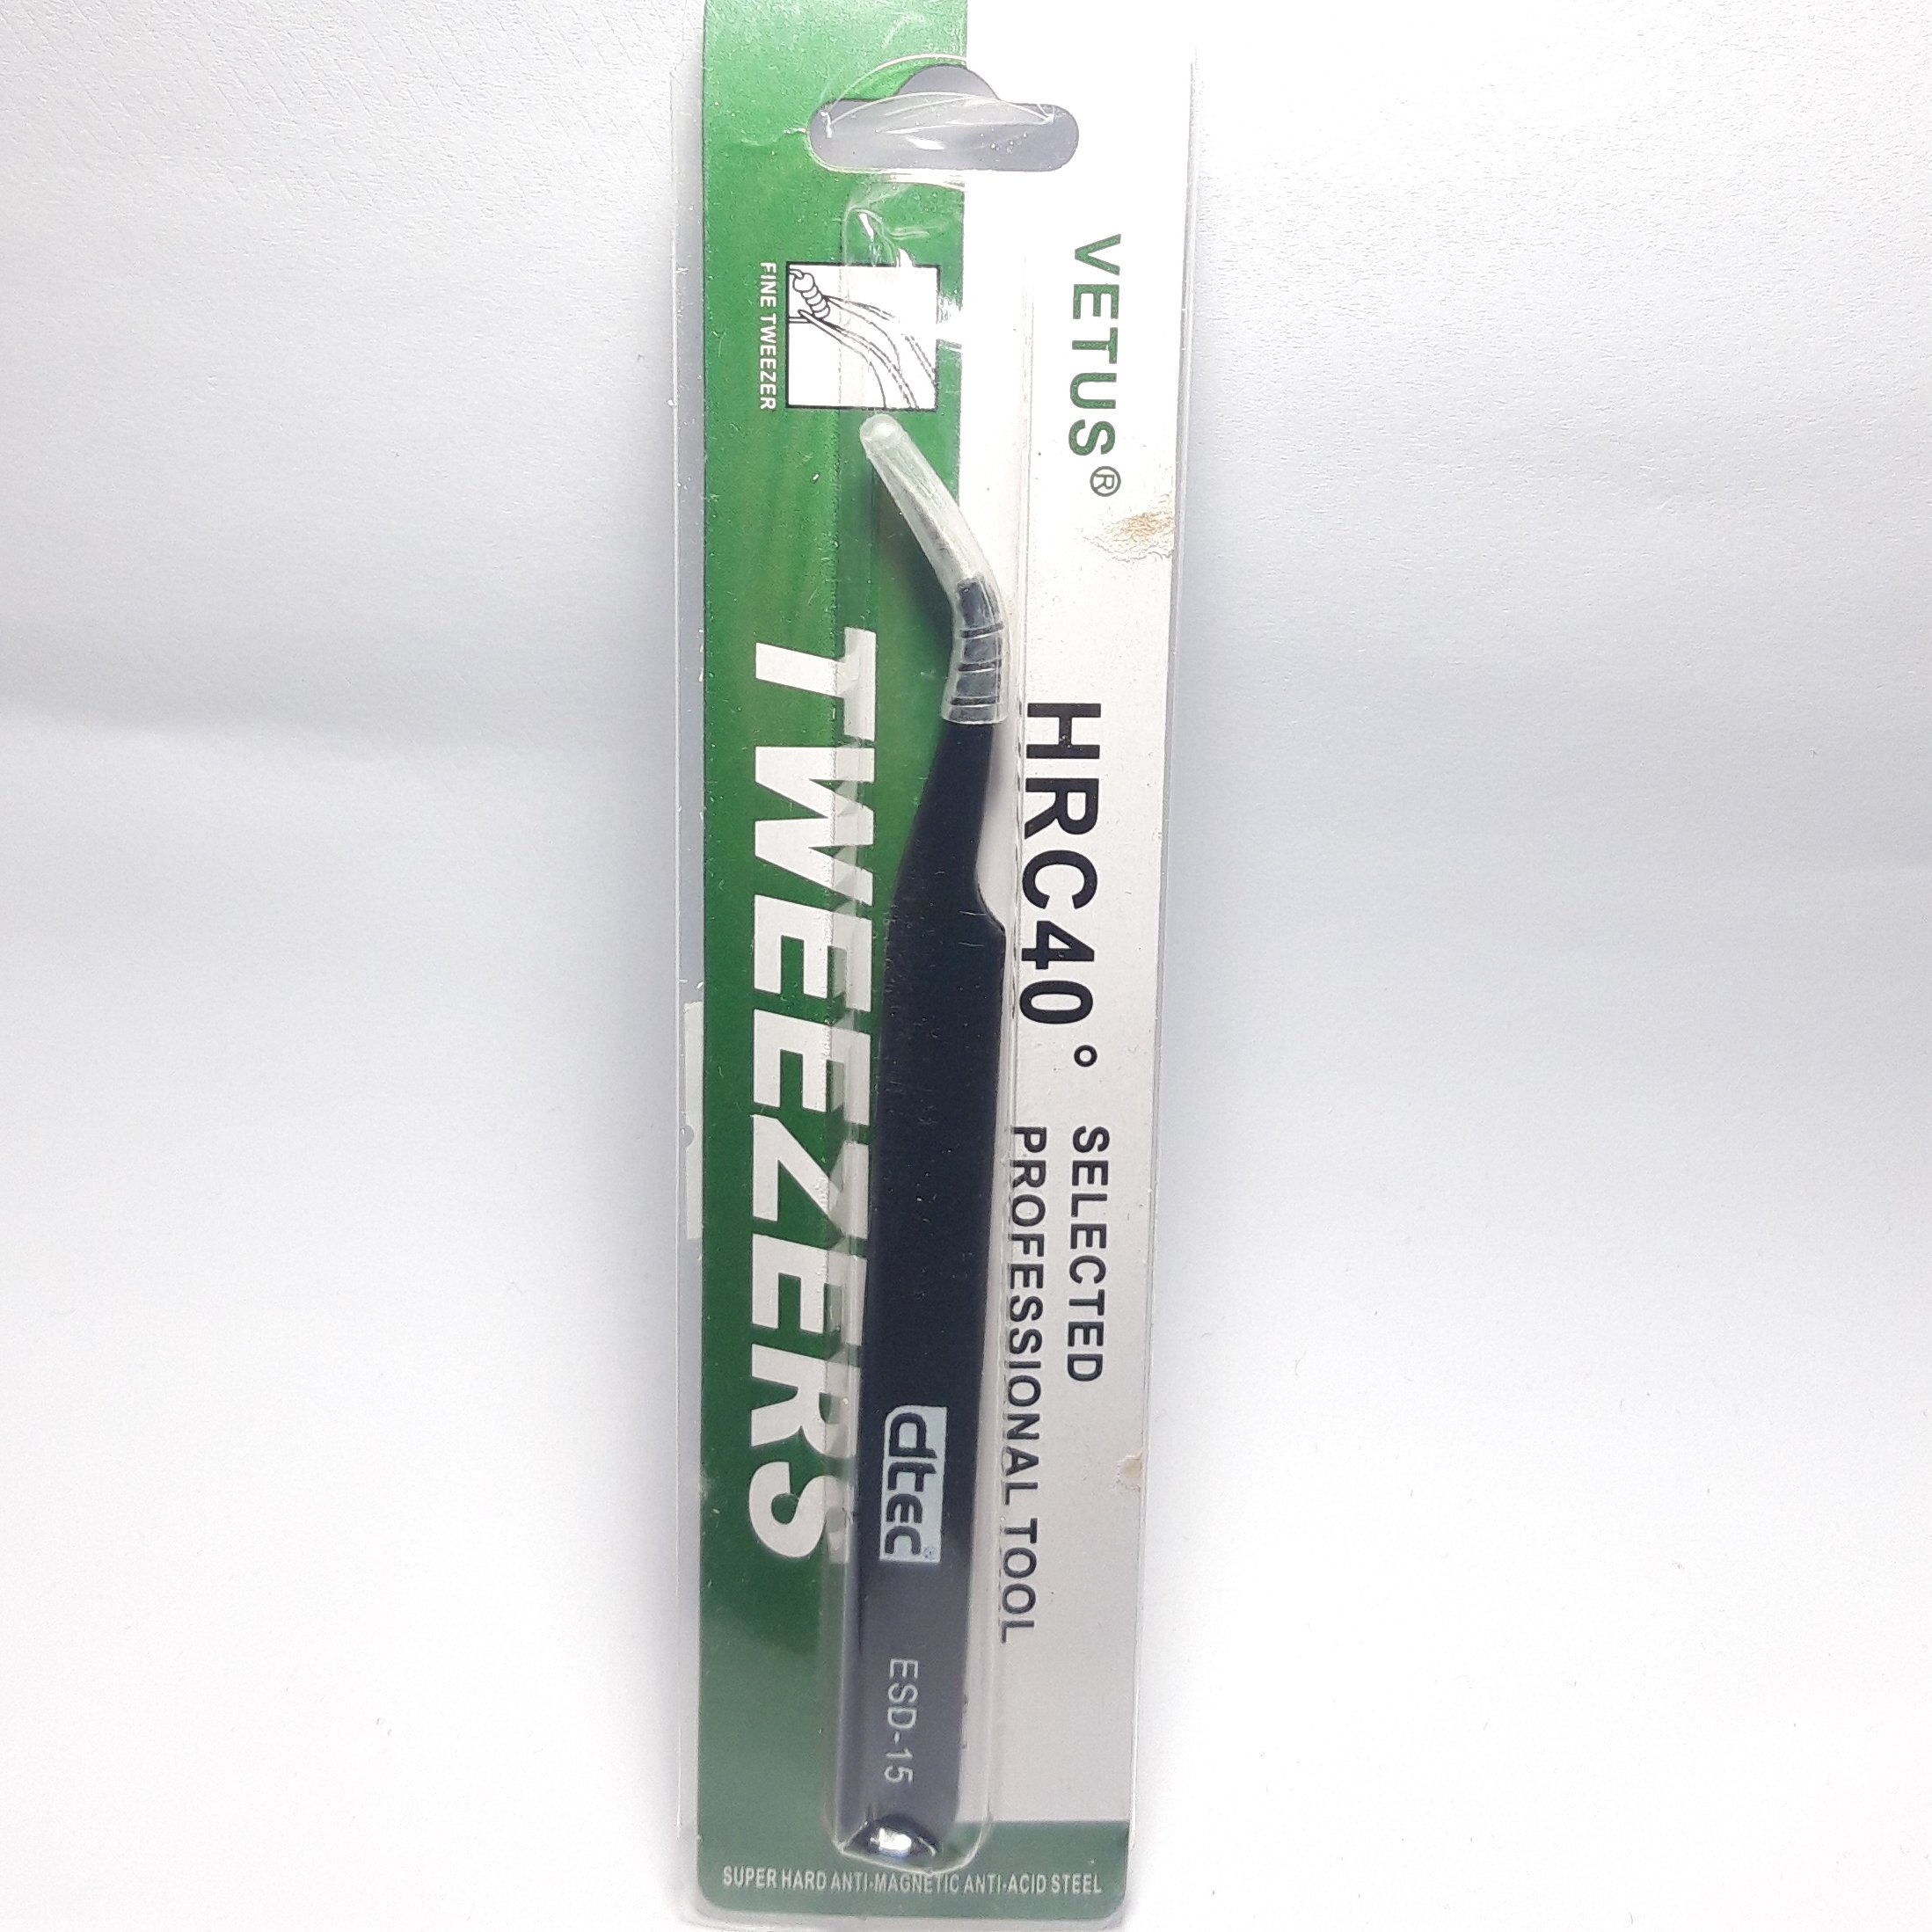 VETUS®
HRC40°
SELECTED
PROFESSIONAL TOOL
FINE TWEEZER
TWEEZERS
dtec
ESD-15
SUPER HARD ANTI-MAGNETIC ANTI-ACID STEEL